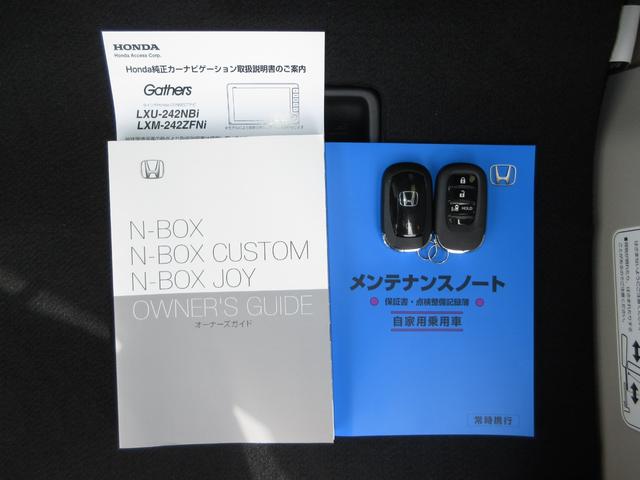 HONDA
Honda Access Corp.
Honda純正カーナビゲーション取扱説明書のご案内
Gathers
LXU-242NBi
LXM-242ZFNi
N-BOX
N-BOX CUSTOM
N-BOX JOY
OWNER'S GUIDE
オーナーズガイド
HOLD
メンテナンスノート
保証書・点検整備記録簿
自家用乗用車
常時携行